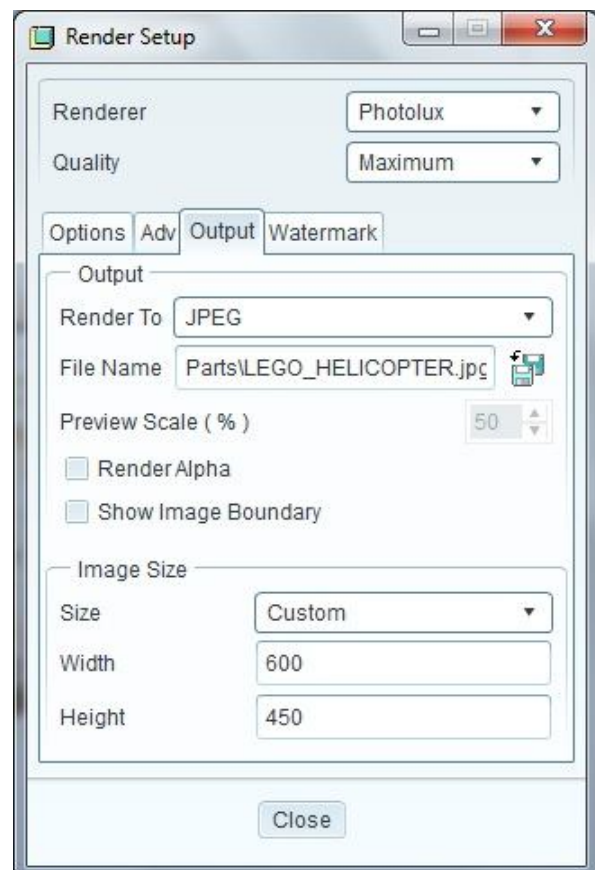 Render Setup
Renderer Photolux
Quality Maximum
Options Adv Output Watermark
Output
Render To JPEG
File Name Parts\LEGO_HELICOPTER.jpg
Preview Scale ( % ) 50
Render Alpha
Show Image Boundary
Image Size
Size Custom
Width 600
Height 450
Close